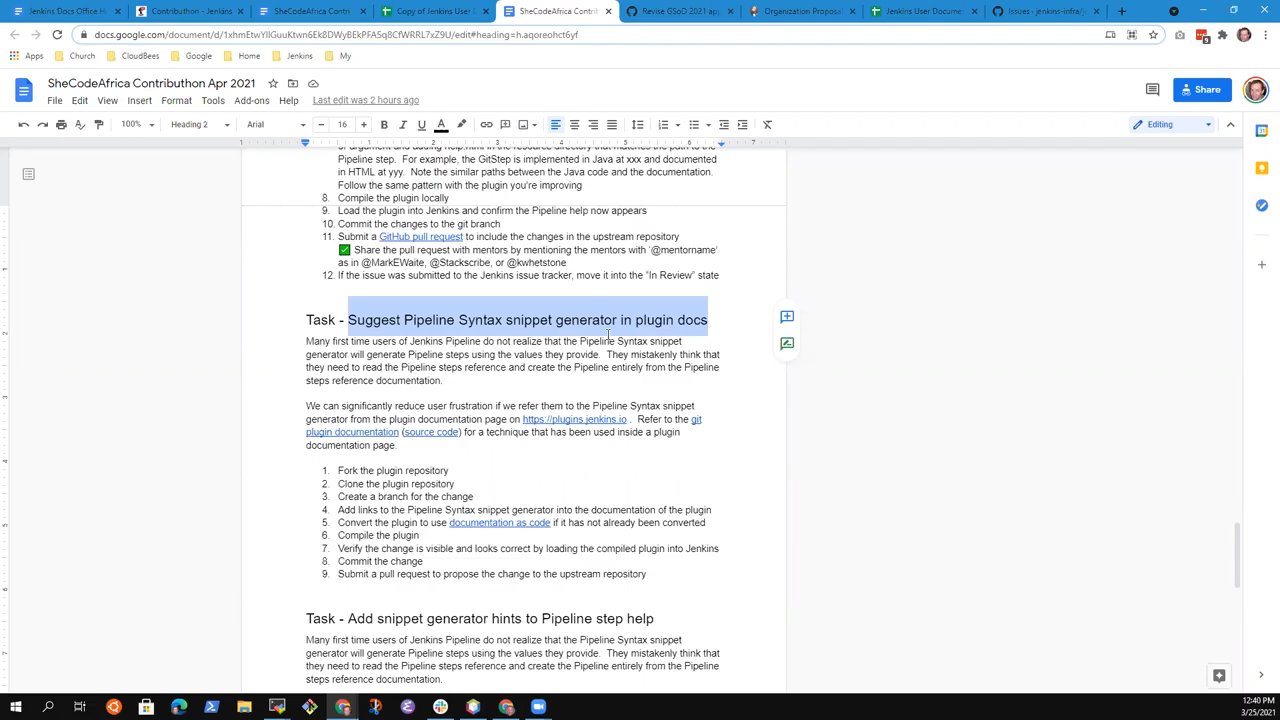 Jenkins Docs Office H
Contributhon - Jenkins
SheCodeAfrica Contri
Copy of Jenkins User
SheCodeAfrica Contri
Revise GSoD 2021 app
Organization Proposa
Jenkins User Docume
Issues - jenkins-infra/
docs.google.com/document/d/1xhmEtwYlIGuuKtwn6Ek8DWyBEkPFA5q8CfWRRL7xZ9U/edit#heading=h.aqoreohct6yf
Apps
Church
CloudBees
Google
Home
Jenkins
My
SheCodeAfrica Contributhon Apr 2021
File Edit View Insert Format Tools Add-ons Help Last edit was 2 hours ago
Share
100% Heading 2 Arial 16 Editing
of argument and adding help.html in the resource directory that matches the path to the
Pipeline step. For example, the GitStep is implemented in Java at xxx and documented
in HTML at yyy. Note the similar paths between the Java code and the documentation.
Follow the same pattern with the plugin you're improving
8. Compile the plugin locally
9. Load the plugin into Jenkins and confirm the Pipeline help now appears
10. Commit the changes to the git branch
11. Submit a GitHub pull request to include the changes in the upstream repository
✅ Share the pull request with mentors by mentioning the mentors with '@mentorname'
as in @MarkEWaite, @Stackscribe, or @kwhetstone
12. If the issue was submitted to the Jenkins issue tracker, move it into the "In Review" state
Task - Suggest Pipeline Syntax snippet generator in plugin docs
Many first time users of Jenkins Pipeline do not realize that the Pipeline Syntax snippet
generator will generate Pipeline steps using the values they provide. They mistakenly think that
they need to read the Pipeline steps reference and create the Pipeline entirely from the Pipeline
steps reference documentation.
We can significantly reduce user frustration if we refer them to the Pipeline Syntax snippet
generator from the plugin documentation page on https://plugins.jenkins.io . Refer to the git
plugin documentation (source code) for a technique that has been used inside a plugin
documentation page.
1. Fork the plugin repository
2. Clone the plugin repository
3. Create a branch for the change
4. Add links to the Pipeline Syntax snippet generator into the documentation of the plugin
5. Convert the plugin to use documentation as code if it has not already been converted
6. Compile the plugin
7. Verify the change is visible and looks correct by loading the compiled plugin into Jenkins
8. Commit the change
9. Submit a pull request to propose the change to the upstream repository
Task - Add snippet generator hints to Pipeline step help
Many first time users of Jenkins Pipeline do not realize that the Pipeline Syntax snippet
generator will generate Pipeline steps using the values they provide. They mistakenly think that
they need to read the Pipeline steps reference and create the Pipeline entirely from the Pipeline
steps reference documentation.
12:40 PM
3/25/2021